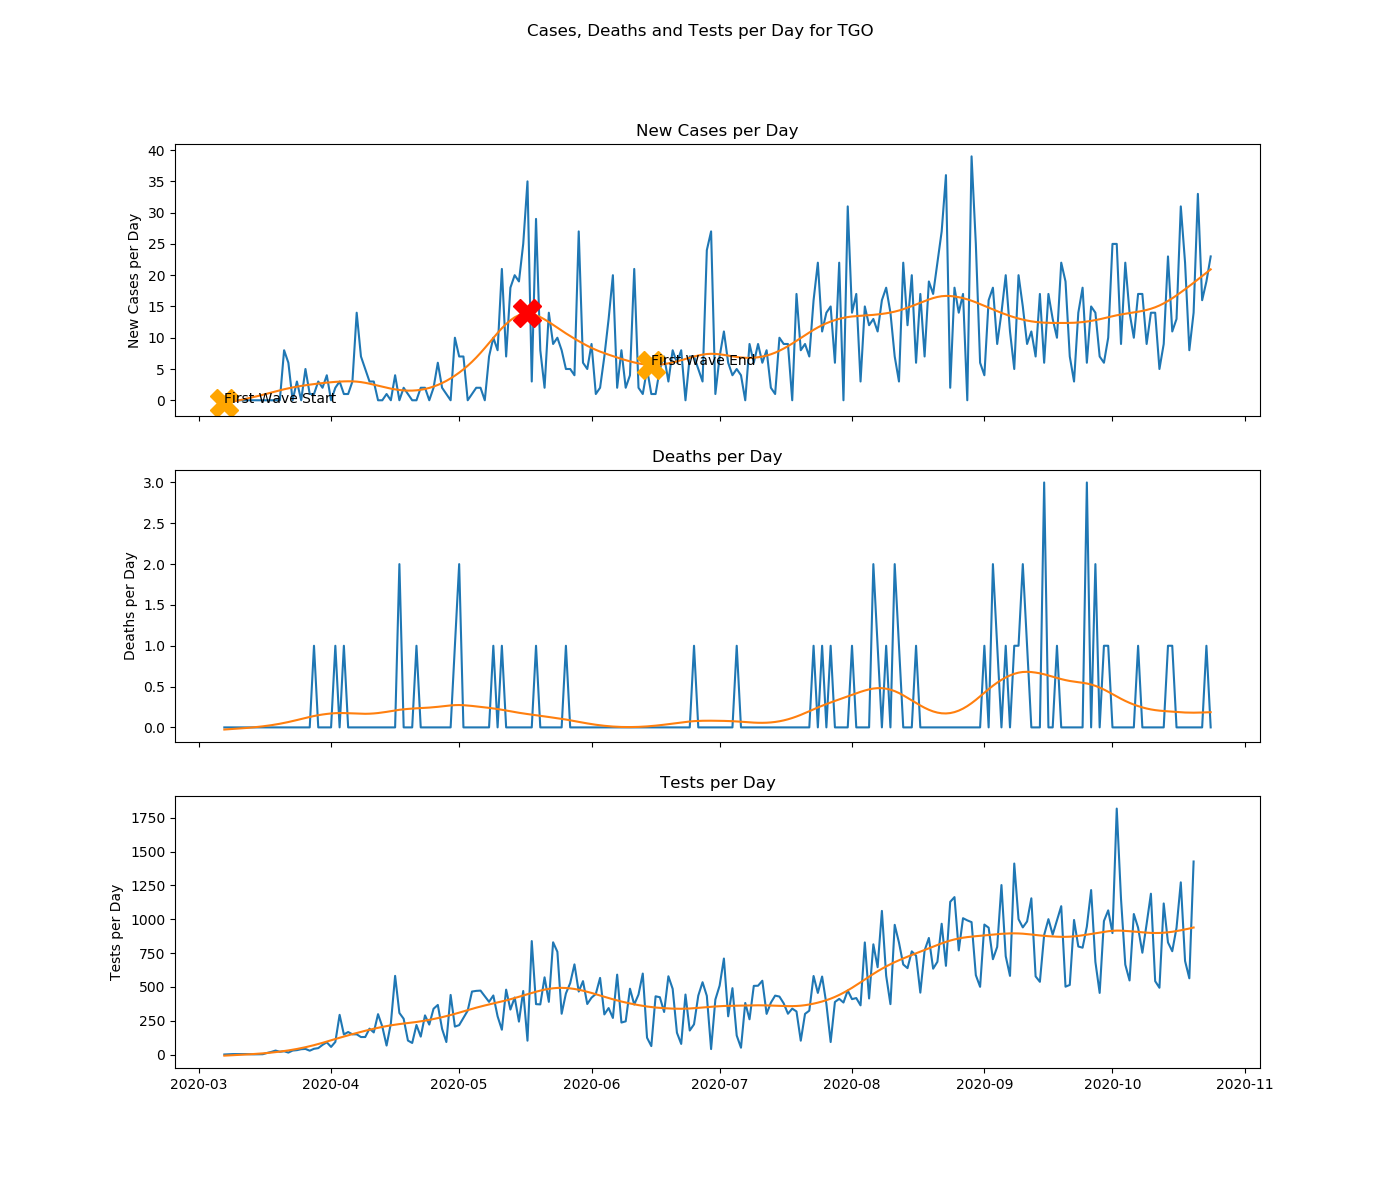 Cases, Deaths and Tests per Day for TGO
New Cases per Day
New Cases per Day
40
35
30
25
20
15
10
5
0
First Wave Start
First Wave End
Deaths per Day
Deaths per Day
3.0
2.5
2.0
1.5
1.0
0.5
0.0
Tests per Day
Tests per Day
1750
1500
1250
1000
750
500
250
0
2020-03 2020-04 2020-05 2020-06 2020-07 2020-08 2020-09 2020-10 2020-11